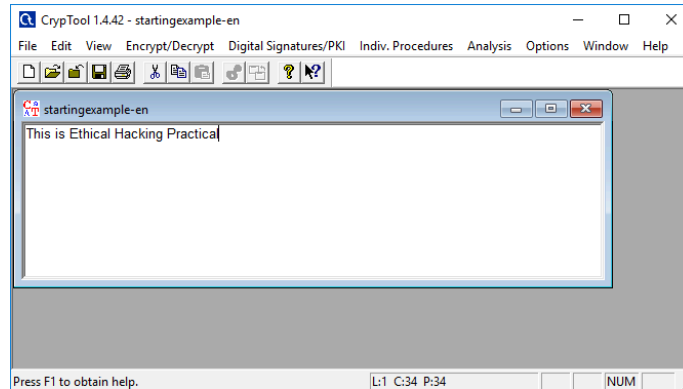 CrypTool 1.4.42 - startingexample-en
File Edit View Encrypt/Decrypt Digital Signatures/PKI Indiv. Procedures Analysis Options Window Help
startingexample-en
This is Ethical Hacking Practical
Press F1 to obtain help. L:1 C:34 P:34 NUM